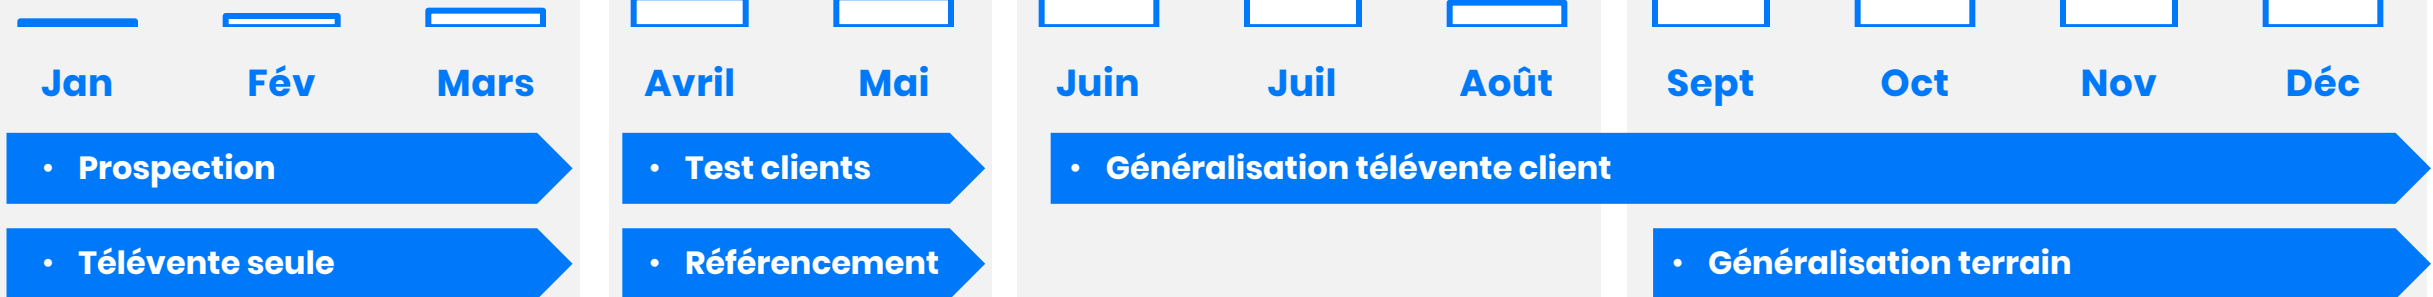 Jan Fév Mars Avril Mai Juin Juil Août Sept Oct Nov Déc
• Prospection • Test clients • Généralisation télévente client
• Télévente seule • Référencement • Généralisation terrain